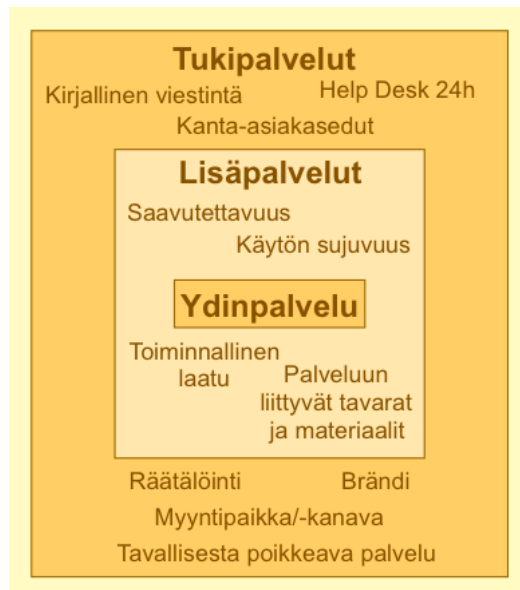 Tukipalvelut
Kirjallinen viestintä
Help Desk 24h
Kanta-asiakasedut
Lisäpalvelut
Saavutettavuus
Käytön sujuvuus
Ydinpalvelu
Toiminnallinen
laatu
Palveluun
liittyvät tavarat
ja materiaalit
Räätälöinti
Brändi
Myyntipaikka/-kanava
Tavallisesta poikkeava palvelu